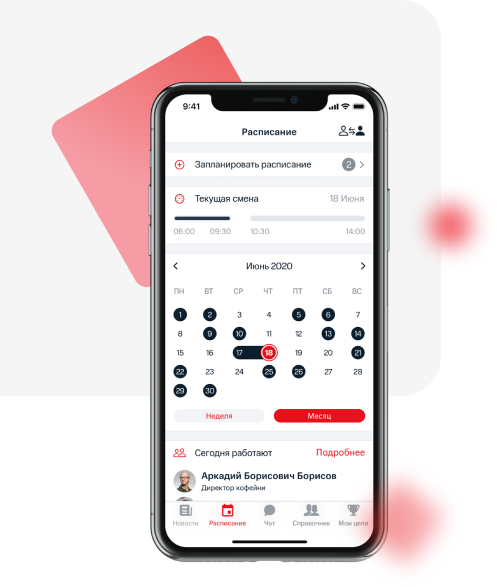 9:41
Расписание
Запланировать расписание 2
Текущая смена 18 Июня
06:00 09:30 10:30 14:00
Июнь 2020
ПН ВТ СР ЧТ ПТ СБ ВС
1 2 3 4 5 6 7
8 9 10 11 12 13 14
15 16 17 18 19 20 21
22 23 24 25 26 27 28
29 30
Неделя Месяц
Сегодня работают Подробнее
Аркадий Борисович Борисов
Директор кофейни
Новости Расписание Чат Справочник Мои цели